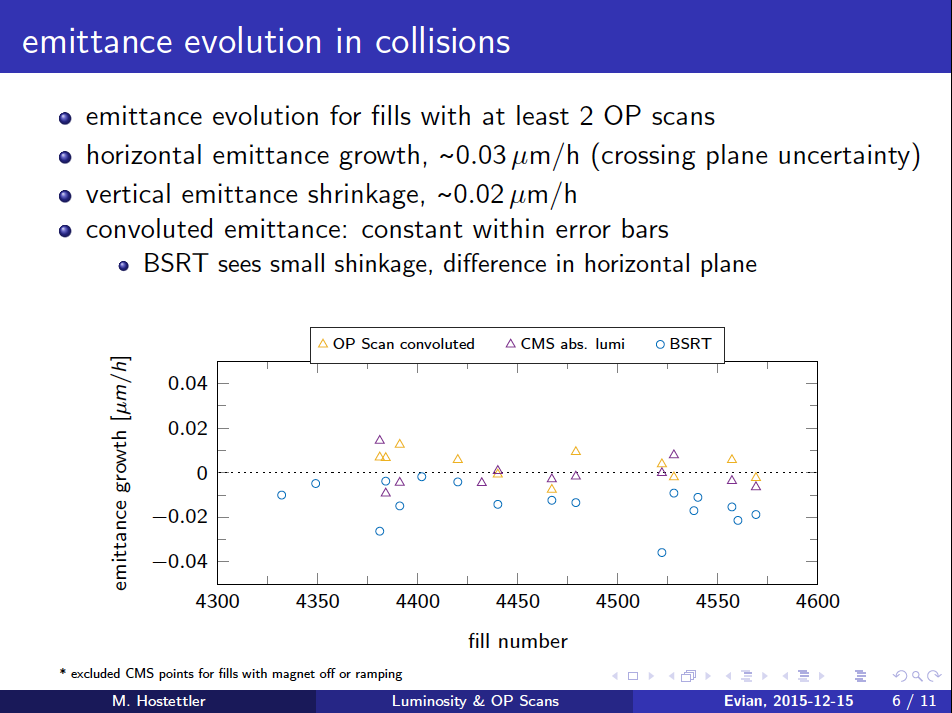 emittance evolution in collisions
emittance evolution for fills with at least 2 OP scans
horizontal emittance growth, ~0.03 μm/h (crossing plane uncertainty)
vertical emittance shrinkage, ~0.02 μm/h
convoluted emittance: constant within error bars
BSRT sees small shinkage, difference in horizontal plane
OP Scan convoluted CMS abs. lumi BSRT
emittance growth [μm/h]
0.04
0.02
0
−0.02
−0.04
4300 4350 4400 4450 4500 4550 4600
fill number
* excluded CMS points for fills with magnet off or ramping
M. Hostettler Luminosity & OP Scans Evian, 2015-12-15 6 / 11